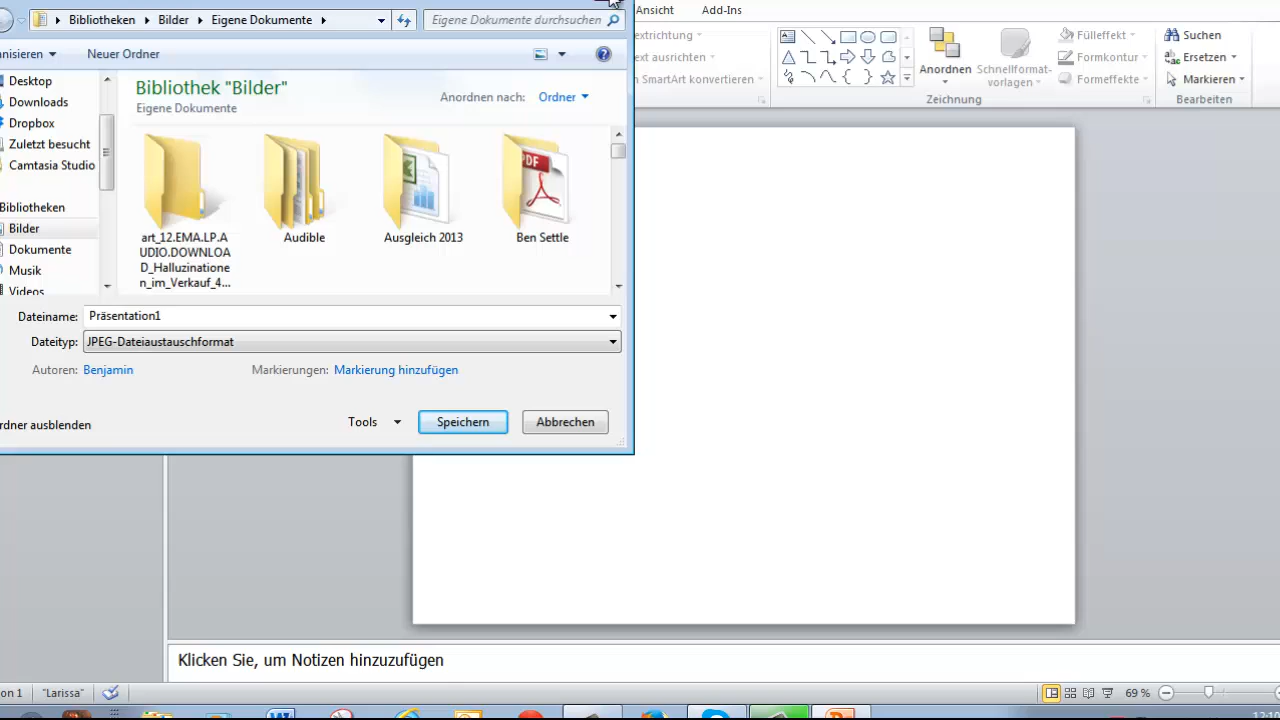 Bibliotheken Bilder Eigene Dokumente Eigene Dokumente durchsuchen
Ansicht Add-Ins
anisieren Neuer Ordner
Desktop
Downloads
Dropbox
Zuletzt besucht
Camtasia Studio
Bibliotheken
Bilder
Dokumente
Musik
Videos
Bibliothek "Bilder"
Eigene Dokumente
Anordnen nach: Ordner
art_12.EMA.LP.A
UDIO.DOWNLOA
D_Halluzinatione
n_im_Verkauf_4...
Audible
Ausgleich 2013
PDF
Ben Settle
Dateiname: Präsentation1
Dateityp: JPEG-Dateiaustauschformat
Autoren: Benjamin Markierungen: Markierung hinzufügen
rdner ausblenden Tools Speichern Abbrechen
xtrichtung
xt ausrichten
n SmartArt konvertieren
Anordnen
Schnellformat-
vorlagen
Fülleffekt
Formkontur
Formeffekte
Zeichnung
Suchen
Ersetzen
Markieren
Bearbeiten
Klicken Sie, um Notizen hinzuzufügen
on 1 "Larissa" 69 %